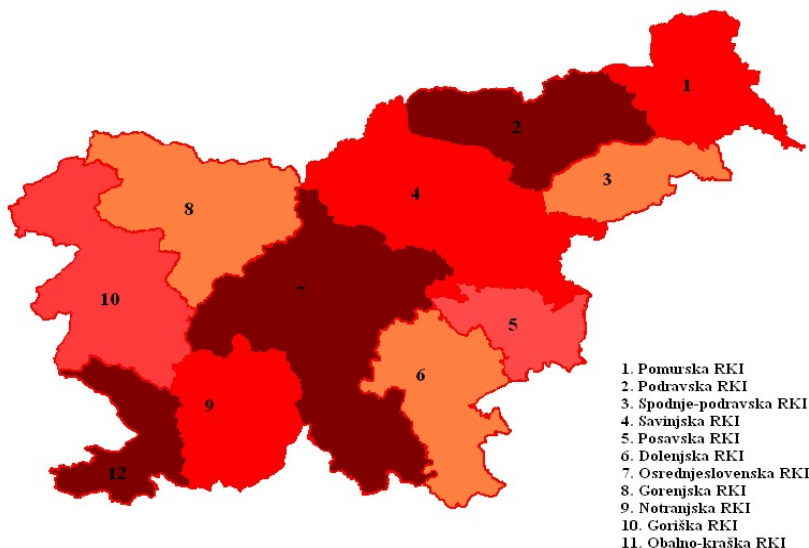 1
2
3
4
8
7
10
5
6
9
12
1. Pomurska RKI
2. Podravska RKI
3. Spodnje-podravska RKI
4. Savinjska RKI
5. Posavska RKI
6. Dolenjska RKI
7. Osrednjeslovenska RKI
8. Gorenjska RKI
9. Notranjska RKI
10. Goriška RKI
11. Obalno-kraška RKI